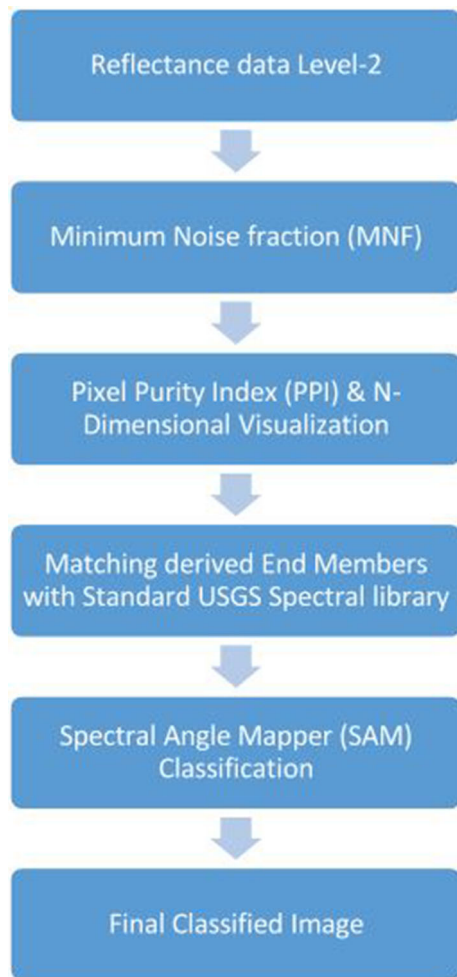 Reflectance data Level-2
Minimum Noise fraction (MNF)
Pixel Purity Index (PPI) & N-
Dimensional Visualization
Matching derived End Members
with Standard USGS Spectral library
Spectral Angle Mapper (SAM)
Classification
Final Classified Image